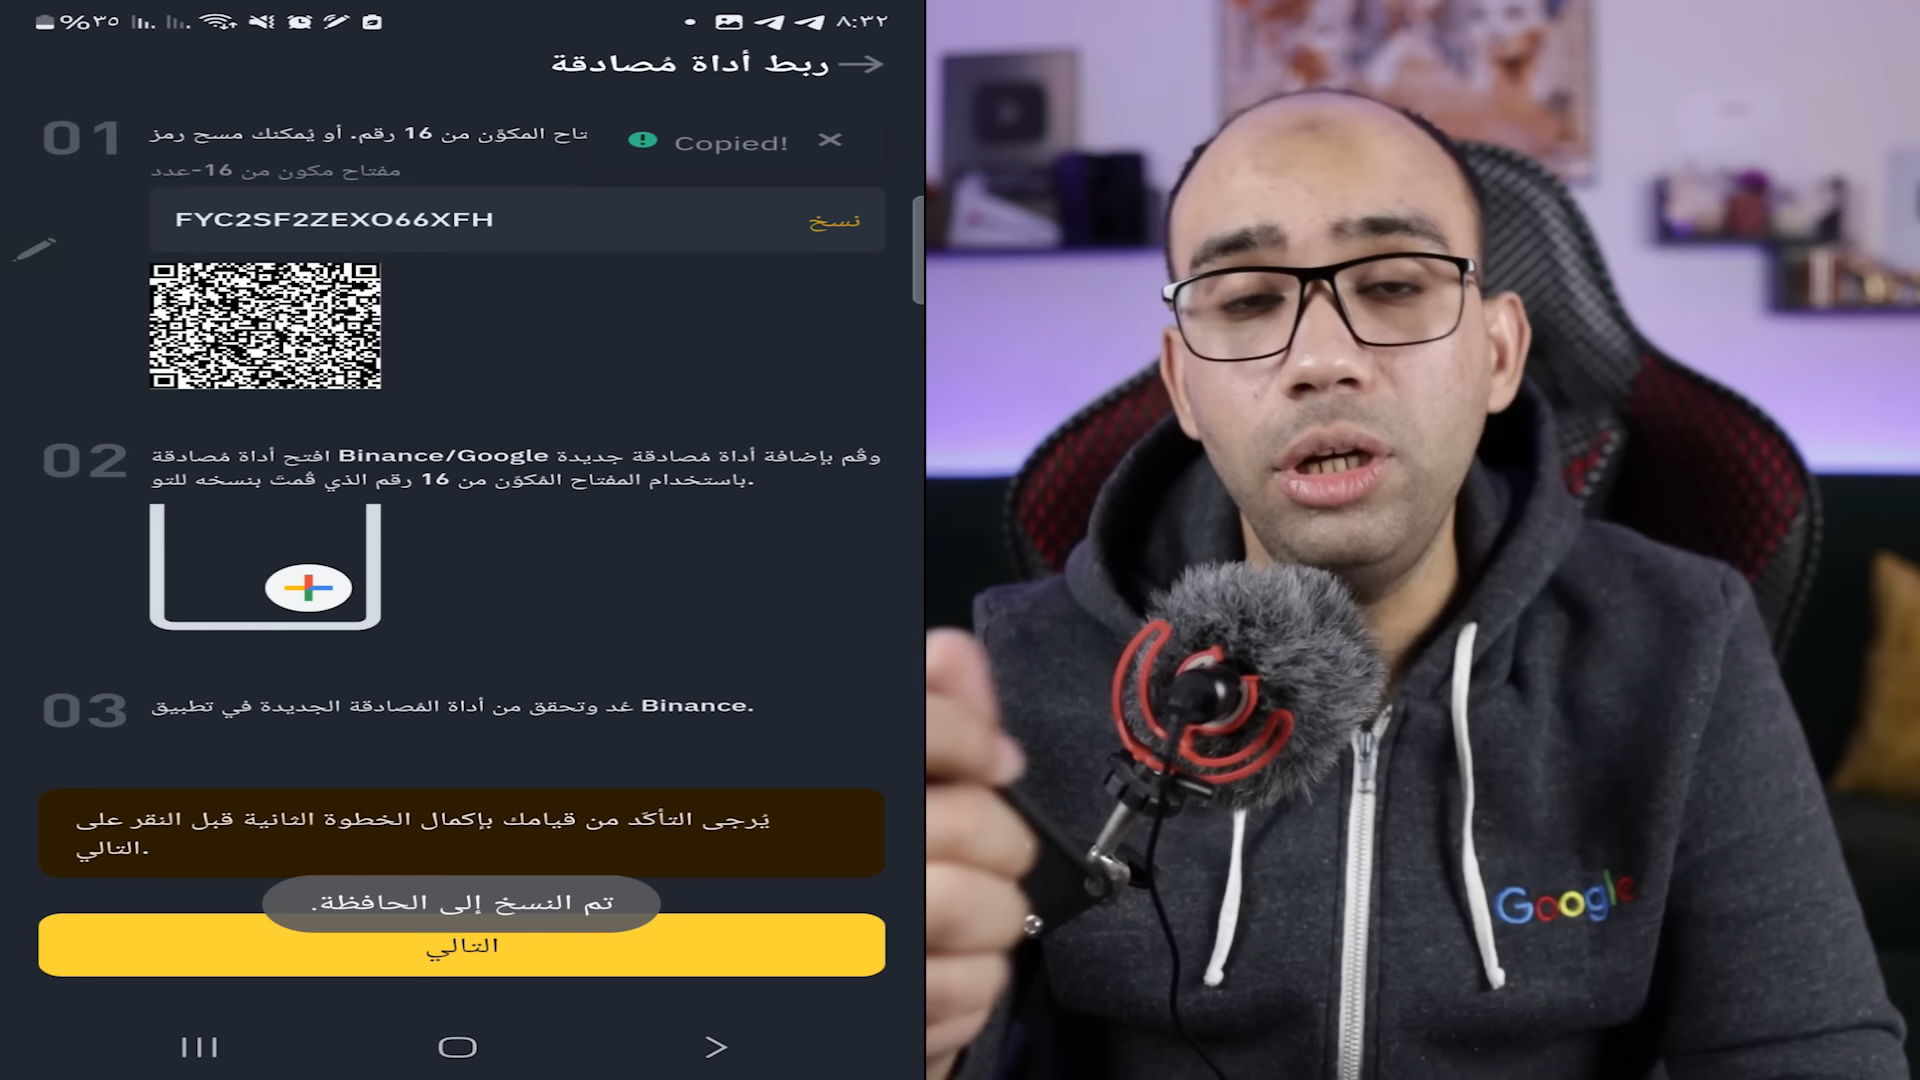 ٨:٣٢
%٣٥
ربط أداة مُصادقة
Copied!
01
تاح المكوّن من 16 رقم. أو يُمكنك مسح رمز
مفتاح مكون من 16-عدد
FYC2SF2ZEXO66XFH
نسخ
02
افتح أداة مُصادقة Binance/Google وقُم بإضافة أداة مُصادقة جديدة
باستخدام المفتاح المُكوّن من 16 رقم الذي قُمتَ بنسخه للتو.
03
عُد وتحقق من أداة المُصادقة الجديدة في تطبيق Binance.
يُرجى التأكّد من قيامك بإكمال الخطوة الثانية قبل النقر على
التالي.
تم النسخ إلى الحافظة.
التالي
Google